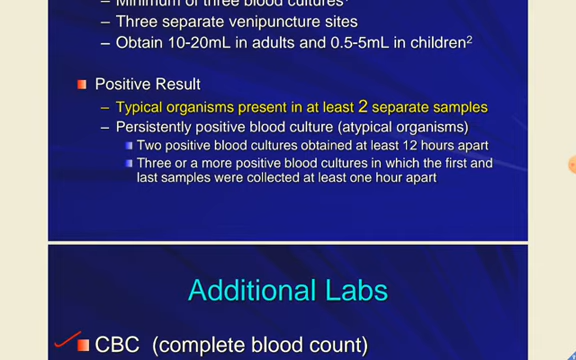 – Minimum of three blood cultures¹
– Three separate venipuncture sites
– Obtain 10-20mL in adults and 0.5-5mL in children²
Positive Result
– Typical organisms present in at least 2 separate samples
– Persistently positive blood culture (atypical organisms)
Two positive blood cultures obtained at least 12 hours apart
Three or a more positive blood cultures in which the first and
last samples were collected at least one hour apart
Additional Labs
CBC (complete blood count)